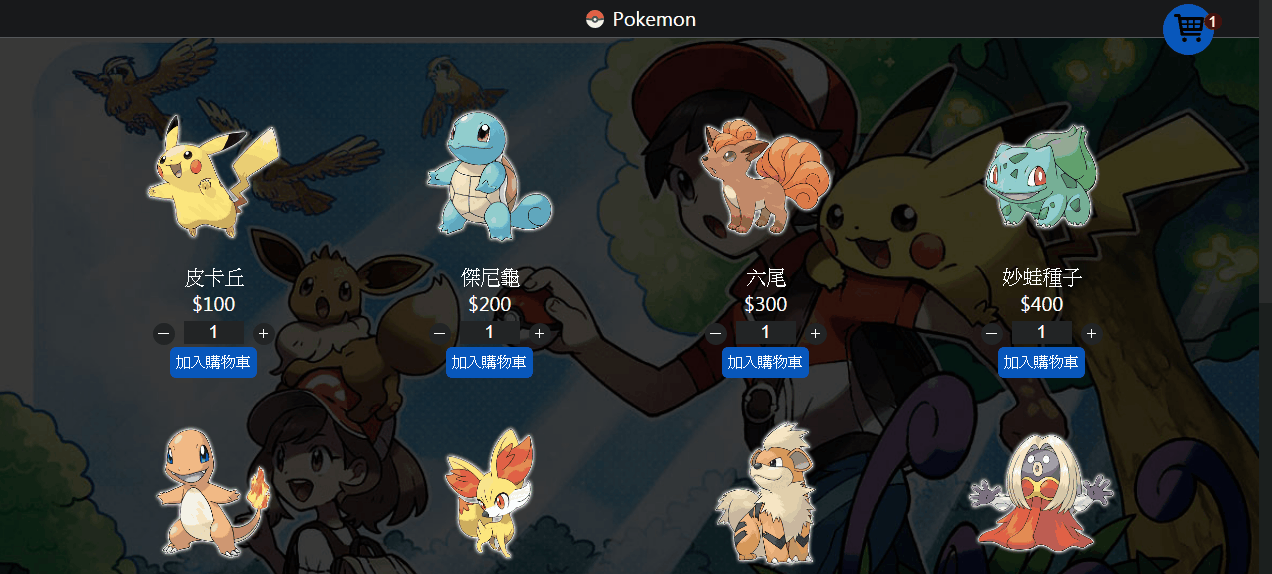 Pokemon
1
皮卡丘
$100
− 1 +
加入購物車
傑尼龜
$200
− 1 +
加入購物車
六尾
$300
− 1 +
加入購物車
妙蛙種子
$400
− 1 +
加入購物車